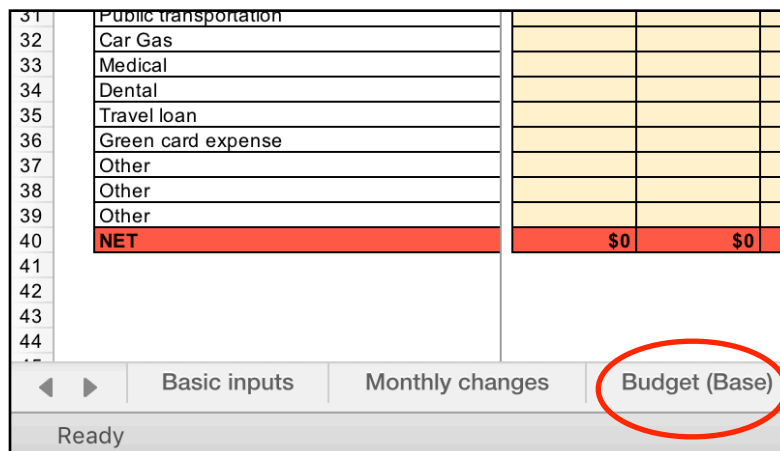 31 Public transportation
32 Car Gas
33 Medical
34 Dental
35 Travel loan
36 Green card expense
37 Other
38 Other
39 Other
40 NET $0 $0
41
42
43
44
Basic inputs Monthly changes Budget (Base)
Ready